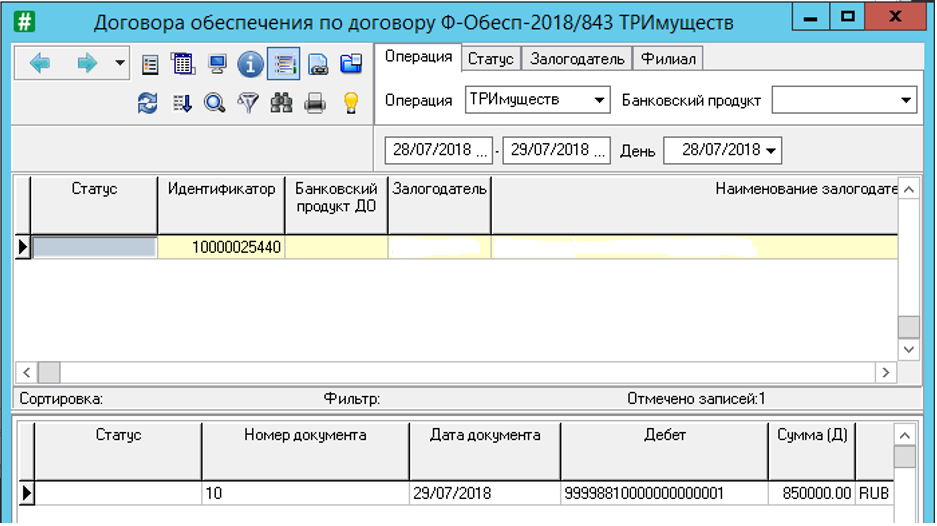 Договора обеспечения по договору Ф-Обесп-2018/843 ТРИмуществ
Операция Статус Залогодатель Филиал
Операция ТРИмуществ Банковский продукт
28/07/2018 ... - 29/07/2018 ... День 28/07/2018
Статус Идентификатор Банковский продукт ДО Залогодатель Наименование залогодате
10000025440
Сортировка: Фильтр: Отмечено записей:1
Статус Номер документа Дата документа Дебет Сумма (Д)
10 29/07/2018 99998810000000000001 850000.00 RUB